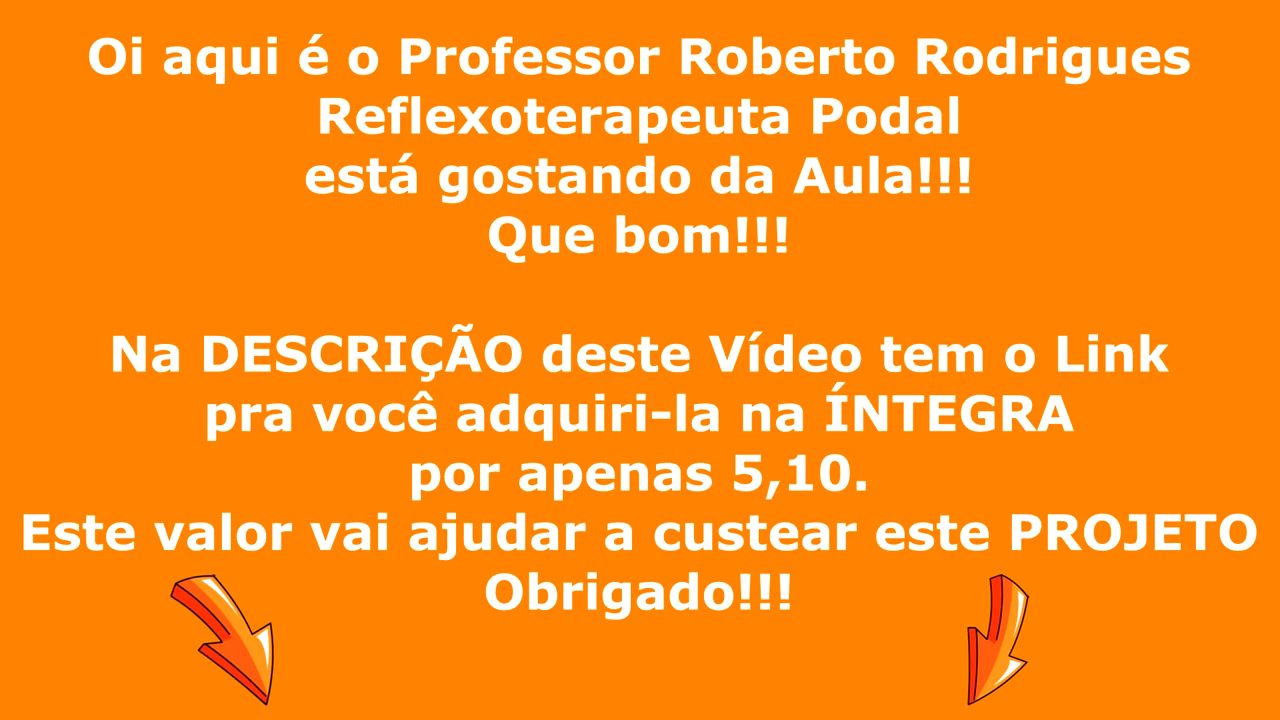 Oi aqui é o Professor Roberto Rodrigues
Reflexoterapeuta Podal
está gostando da Aula!!!
Que bom!!!
Na DESCRIÇÃO deste Vídeo tem o Link
pra você adquiri-la na ÍNTEGRA
por apenas 5,10.
Este valor vai ajudar a custear este PROJETO
Obrigado!!!